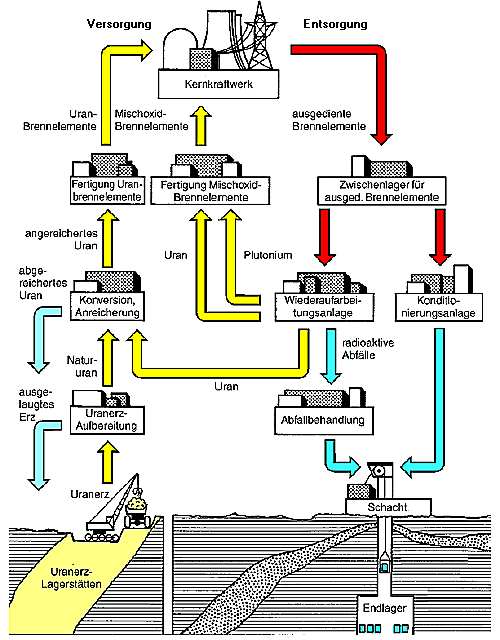 Versorgung
Entsorgung
Kernkraftwerk
Uran-
Brennelemente
Mischoxid-
Brennelemente
ausgediente
Brennelemente
Fertigung Uran-
brennelemente
Fertigung Mischoxid-
Brennelemente
Zwischenlager für
ausged. Brennelemente
angereichertes
Uran
Uran
Plutonium
abge-
reichertes
Uran
Konversion,
Anreicherung
Wiederaufarbei-
tungsanlage
Konditio-
nierungsanlage
radioaktive
Abfälle
Natur-
uran
Uran
ausge-
laugtes
Erz
Uranerz-
Aufbereitung
Abfallbehandlung
Uranerz
Schacht
Uranerz-
Lagerstätten
Endlager